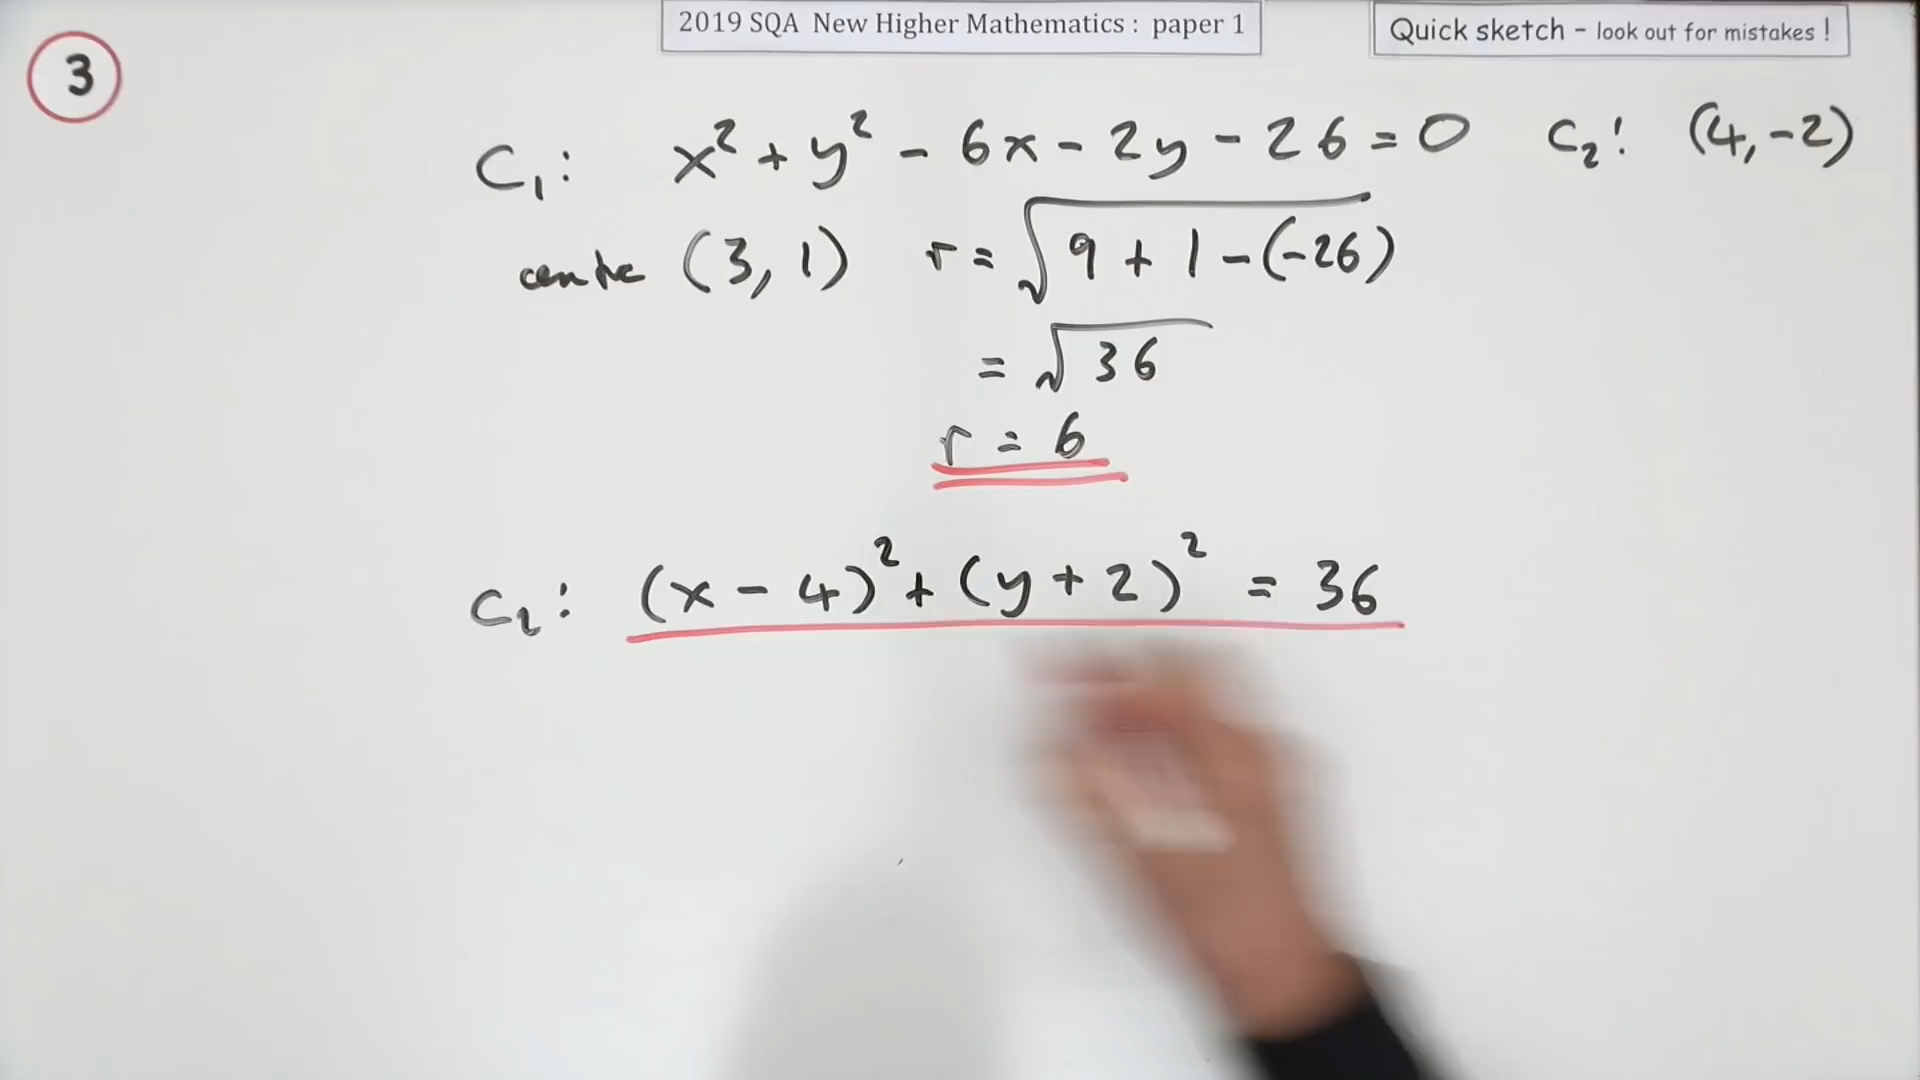 2019 SQA New Higher Mathematics : paper 1
Quick sketch – look out for mistakes !
3
C₁: x² + y² - 6x - 2y - 26 = 0 C₂: (4, -2)
centre (3, 1) r = √(9 + 1 - (-26))
= √36
r = 6
C₂: (x - 4)² + (y + 2)² = 36